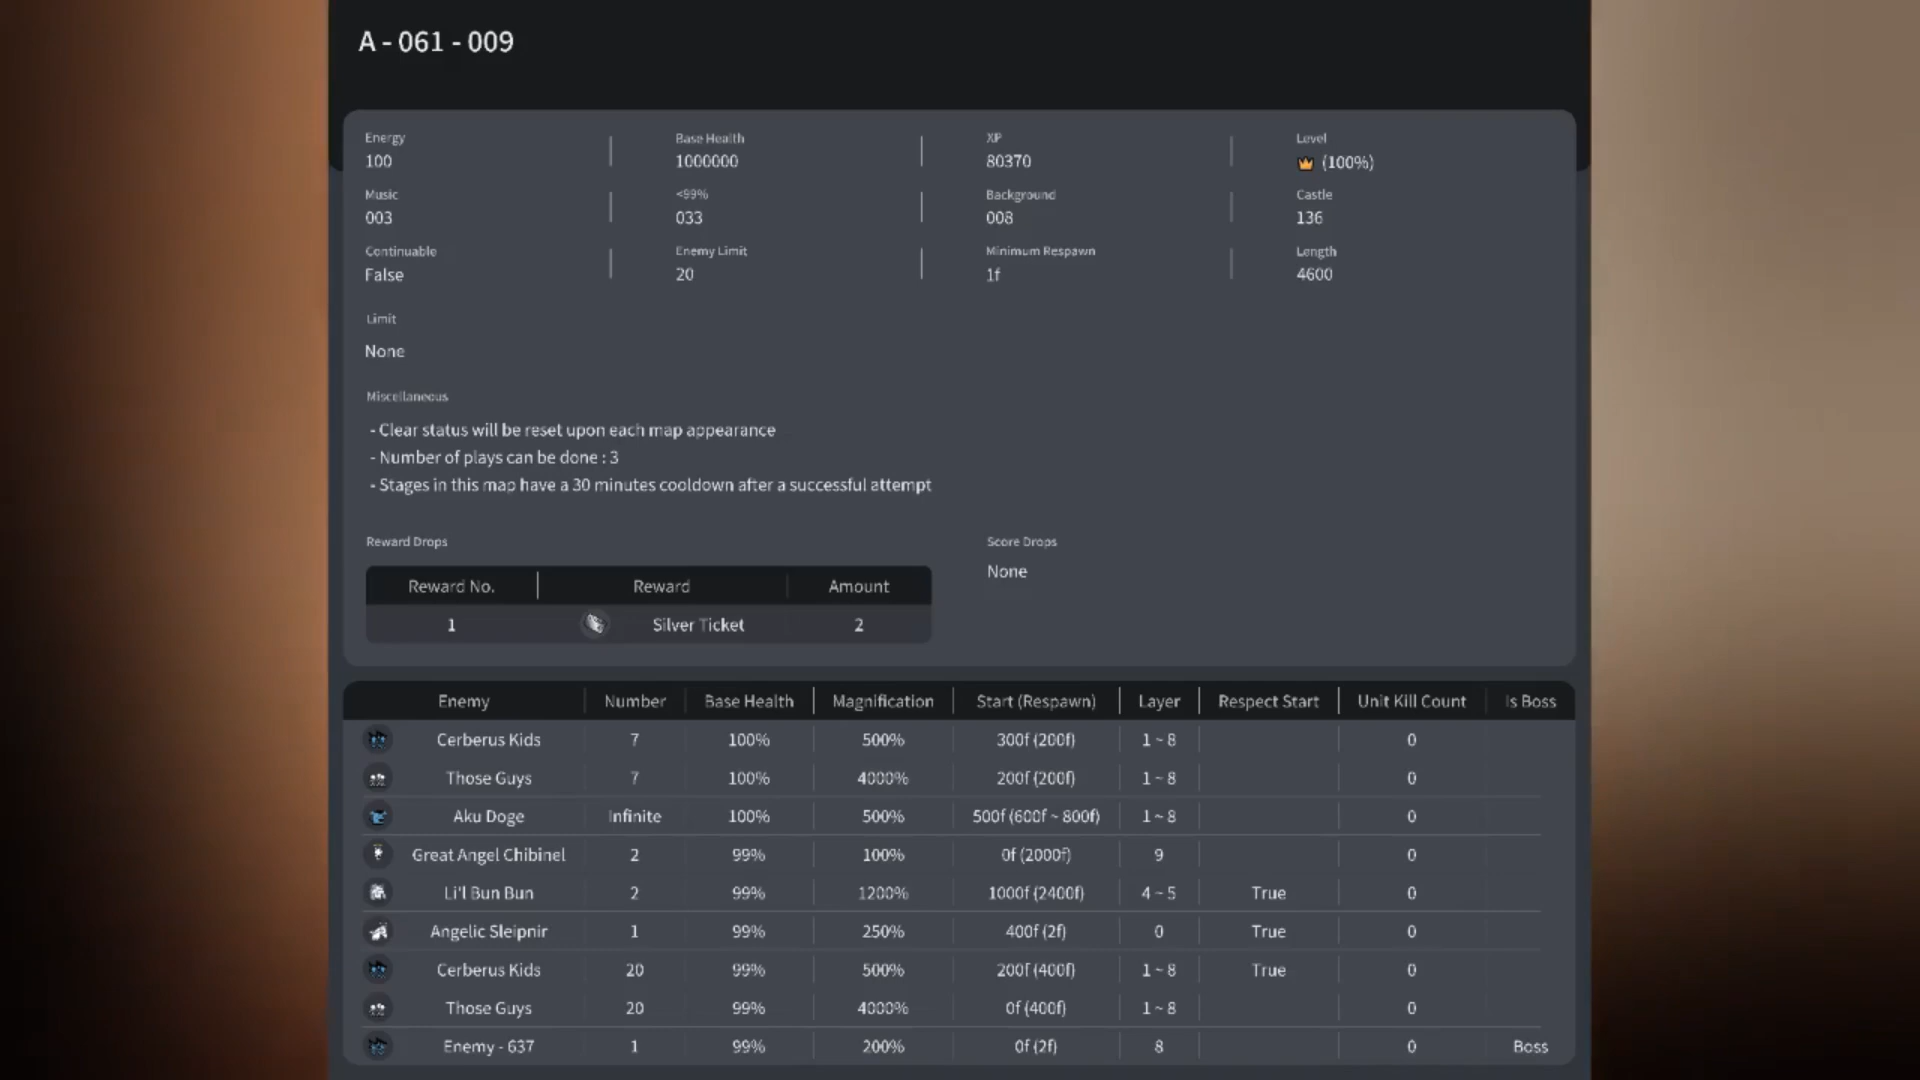 A - 061 - 009
Energy Base Health XP Level
100 1000000 80370 (100%)
Music <99% Background Castle
003 033 008 136
Continuable Enemy Limit Minimum Respawn Length
False 20 1f 4600
Limit
None
Miscellaneous
- Clear status will be reset upon each map appearance
- Number of plays can be done : 3
- Stages in this map have a 30 minutes cooldown after a successful attempt
Reward Drops Score Drops
None
Reward No. Reward Amount
1 Silver Ticket 2
Enemy Number Base Health Magnification Start (Respawn) Layer Respect Start Unit Kill Count Is Boss
Cerberus Kids 7 100% 500% 300f (200f) 1 ~ 8 0
Those Guys 7 100% 4000% 200f (200f) 1 ~ 8 0
Aku Doge Infinite 100% 500% 500f (600f ~ 800f) 1 ~ 8 0
Great Angel Chibinel 2 99% 100% 0f (2000f) 9 0
Li'l Bun Bun 2 99% 1200% 1000f (2400f) 4 ~ 5 True 0
Angelic Sleipnir 1 99% 250% 400f (2f) 0 True 0
Cerberus Kids 20 99% 500% 200f (400f) 1 ~ 8 True 0
Those Guys 20 99% 4000% 0f (400f) 1 ~ 8 0
Enemy - 637 1 99% 200% 0f (2f) 8 0 Boss